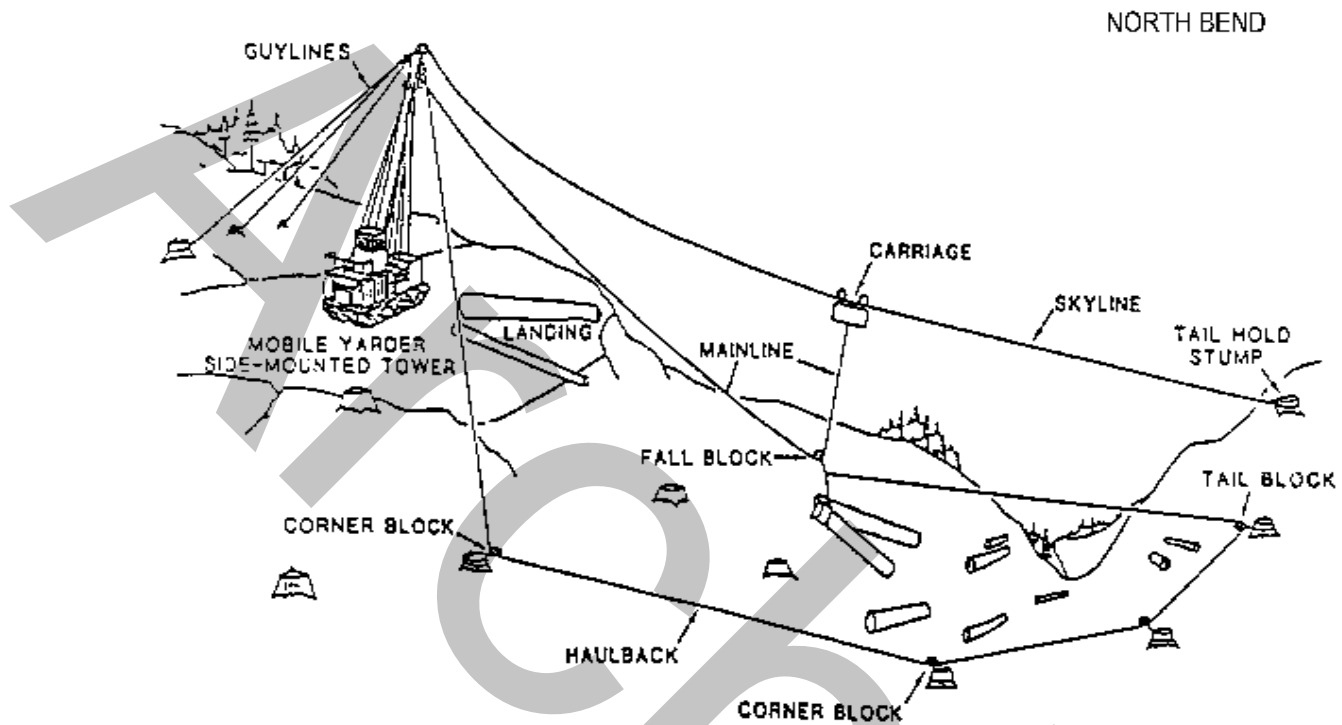 NORTH BEND
GUYLINES
CARRIAGE
SKYLINE
TAIL HOLD
STUMP
LANDING
MAINLINE
MOBILE YARDER
SIDE-MOUNTED TOWER
FALL BLOCK
TAIL BLOCK
CORNER BLOCK
HAULBACK
CORNER BLOCK